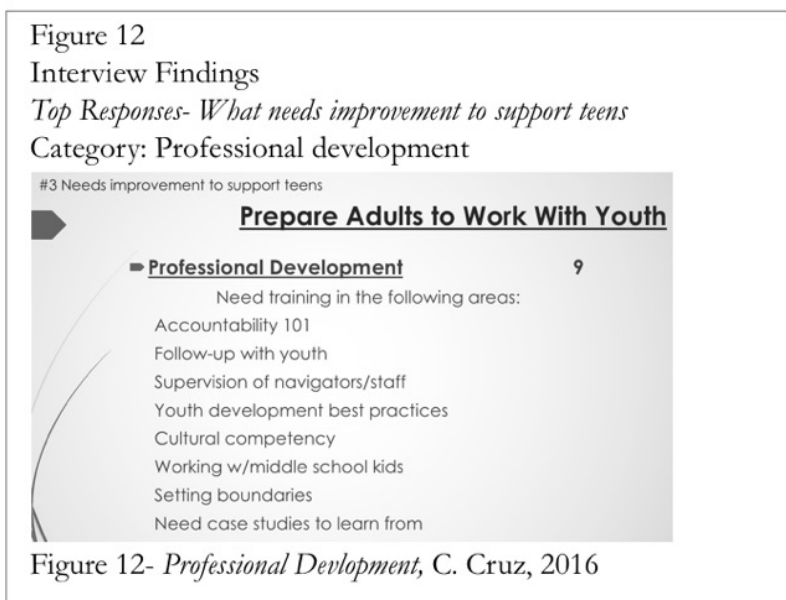 Figure 12
Interview Findings
Top Responses- What needs improvement to support teens
Category: Professional development
#3 Needs improvement to support teens
Prepare Adults to Work With Youth
Professional Development 9
Need training in the following areas:
Accountability 101
Follow-up with youth
Supervision of navigators/staff
Youth development best practices
Cultural competency
Working w/middle school kids
Setting boundaries
Need case studies to learn from
Figure 12- Professional Devlopment, C. Cruz, 2016